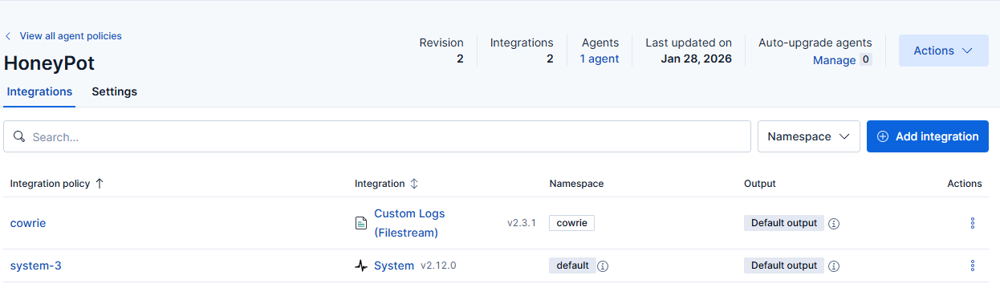 View all agent policies
HoneyPot
Revision
2
Integrations
2
Agents
1 agent
Last updated on
Jan 28, 2026
Auto-upgrade agents
Manage 0
Actions
Integrations Settings
Search...
Namespace
Add integration
Integration policy Integration Namespace Output Actions
cowrie Custom Logs
(Filestream) v2.3.1 cowrie Default output
system-3 System v2.12.0 default Default output